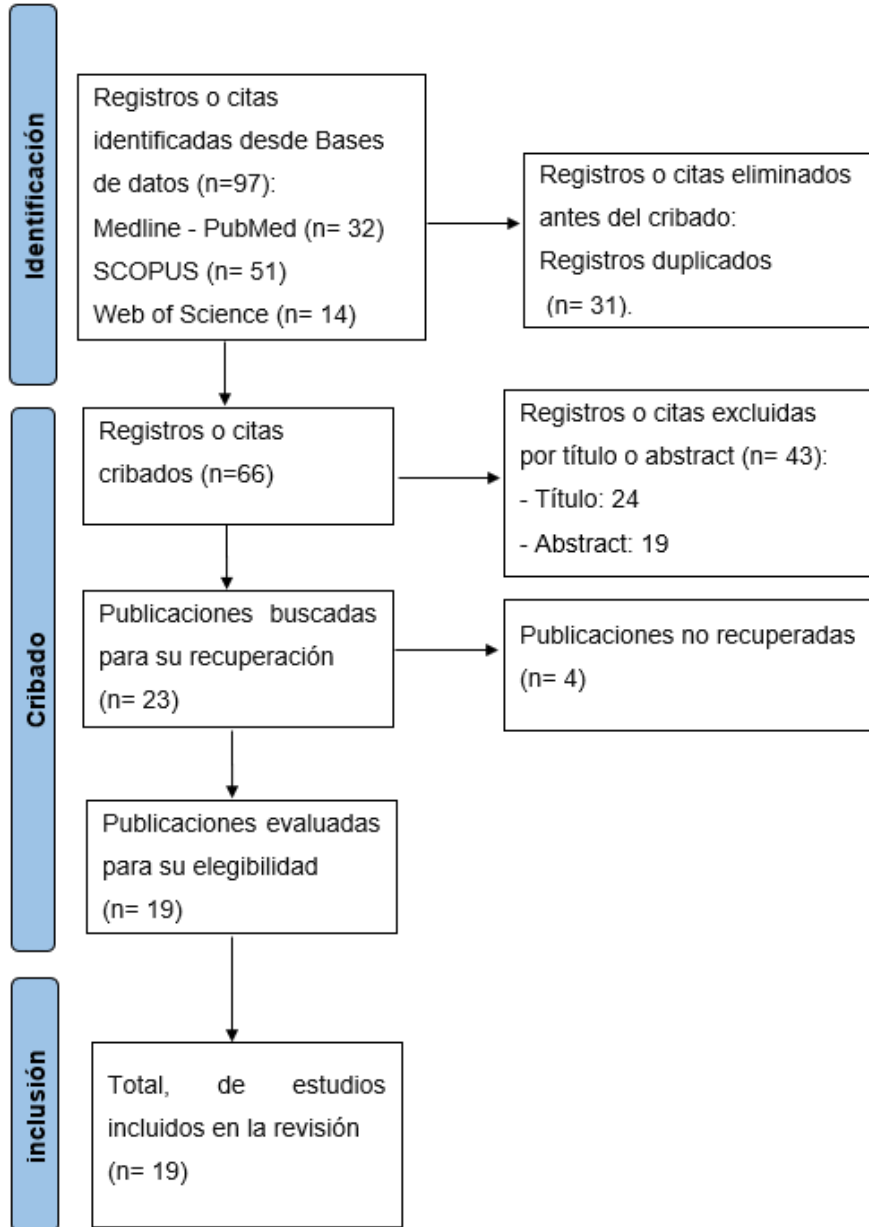 Identificación
Registros o citas
identificadas desde Bases
de datos (n=97):
Medline - PubMed (n= 32)
SCOPUS (n= 51)
Web of Science (n= 14)
Registros o citas eliminados
antes del cribado:
Registros duplicados
(n= 31).
Cribado
Registros o citas
cribados (n=66)
Registros o citas excluidas
por título o abstract (n= 43):
- Título: 24
- Abstract: 19
Publicaciones buscadas
para su recuperación
(n= 23)
Publicaciones no recuperadas
(n= 4)
Publicaciones evaluadas
para su elegibilidad
(n= 19)
inclusión
Total, de estudios
incluidos en la revisión
(n= 19)